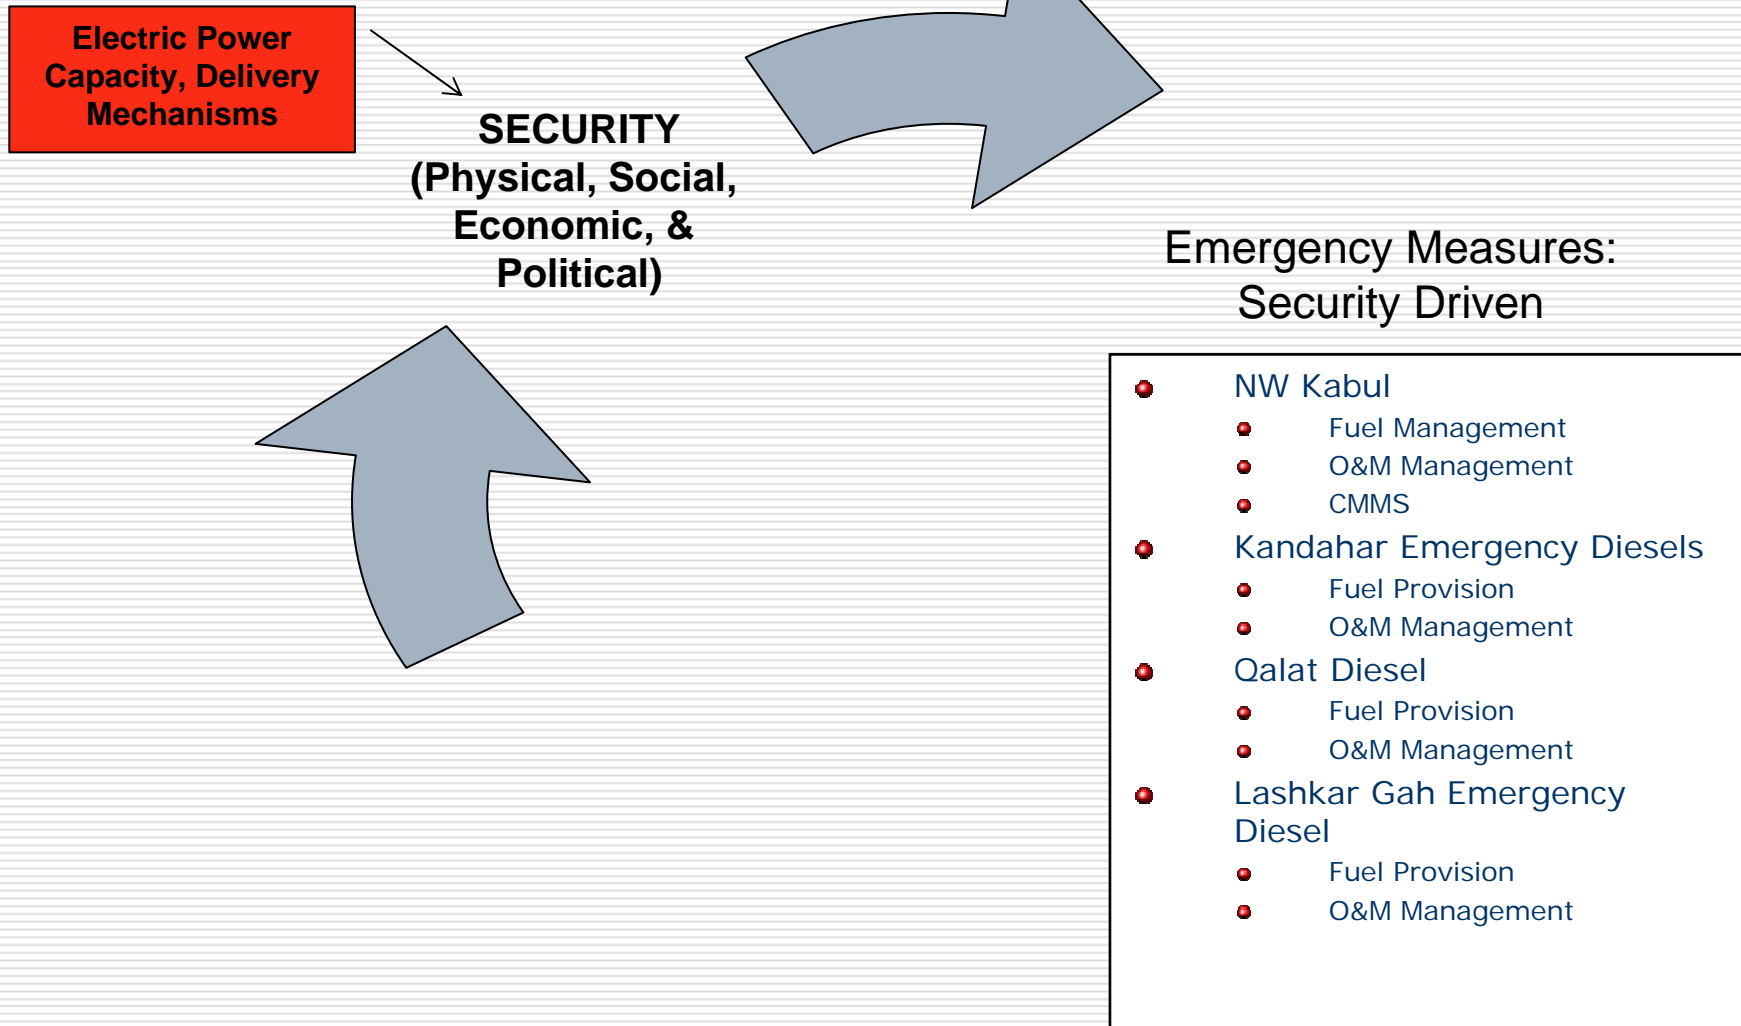 Electric Power
Capacity, Delivery
Mechanisms
SECURITY
(Physical, Social,
Economic, &
Political)
Emergency Measures:
Security Driven
NW Kabul
Fuel Management
O&M Management
CMMS
Kandahar Emergency Diesels
Fuel Provision
O&M Management
Qalat Diesel
Fuel Provision
O&M Management
Lashkar Gah Emergency
Diesel
Fuel Provision
O&M Management